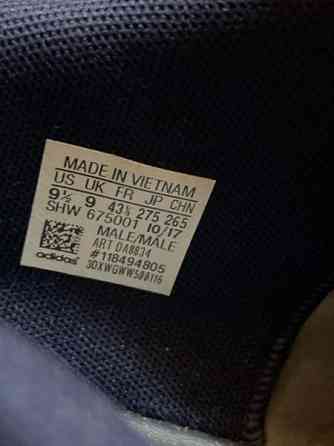 MADE IN VIETNAM
US UK FR JP CHN
9½ 9 43⅓ 275 265
SHW 675001 10/17
MALE/MALE
ART DA8834
#118494805
adidas